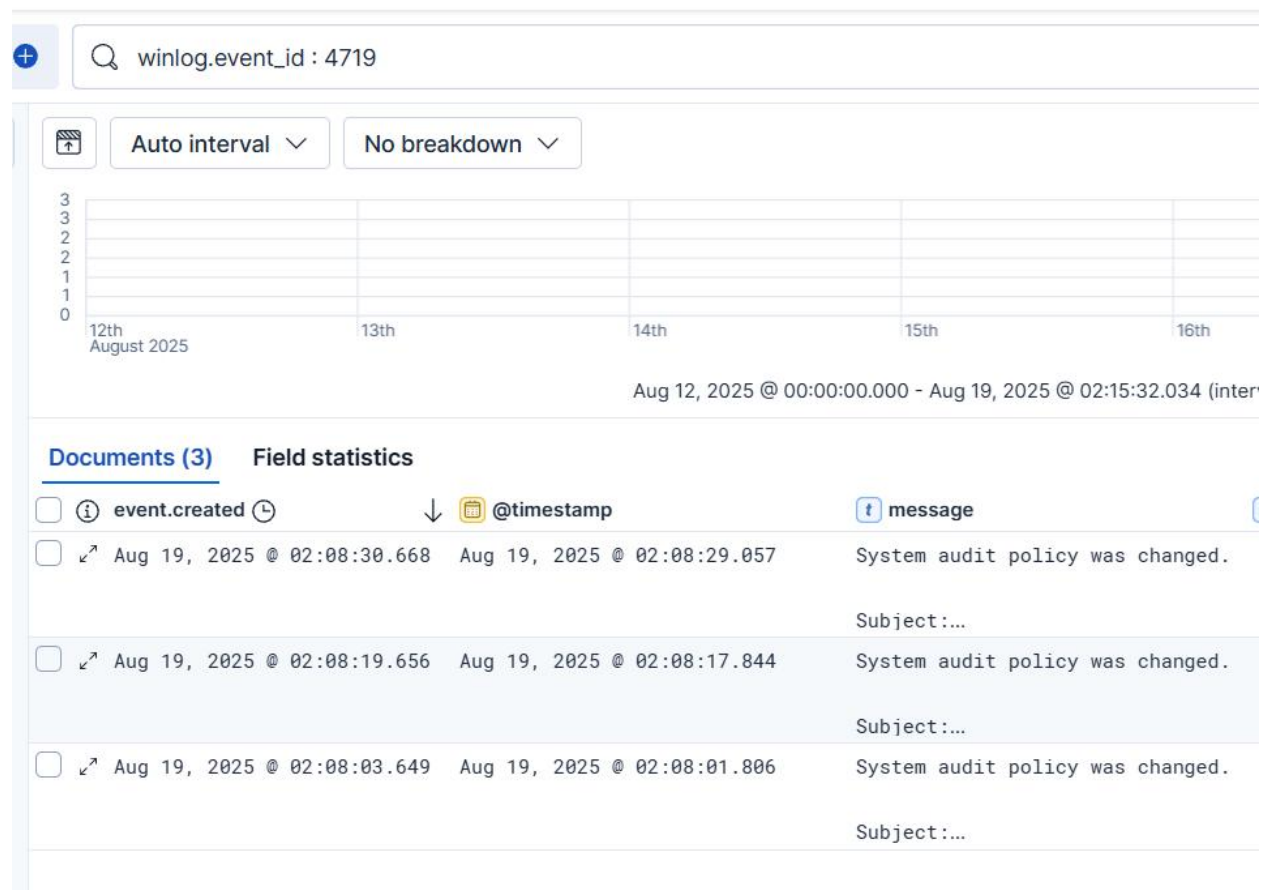 winlog.event_id : 4719
Auto interval No breakdown
3
3
2
2
1
1
0
12th 13th 14th 15th 16th
August 2025
Aug 12, 2025 @ 00:00:00.000 - Aug 19, 2025 @ 02:15:32.034 (inter
Documents (3) Field statistics
event.created @timestamp t message
Aug 19, 2025 @ 02:08:30.668 Aug 19, 2025 @ 02:08:29.057 System audit policy was changed.
Subject:…
Aug 19, 2025 @ 02:08:19.656 Aug 19, 2025 @ 02:08:17.844 System audit policy was changed.
Subject:…
Aug 19, 2025 @ 02:08:03.649 Aug 19, 2025 @ 02:08:01.806 System audit policy was changed.
Subject:…